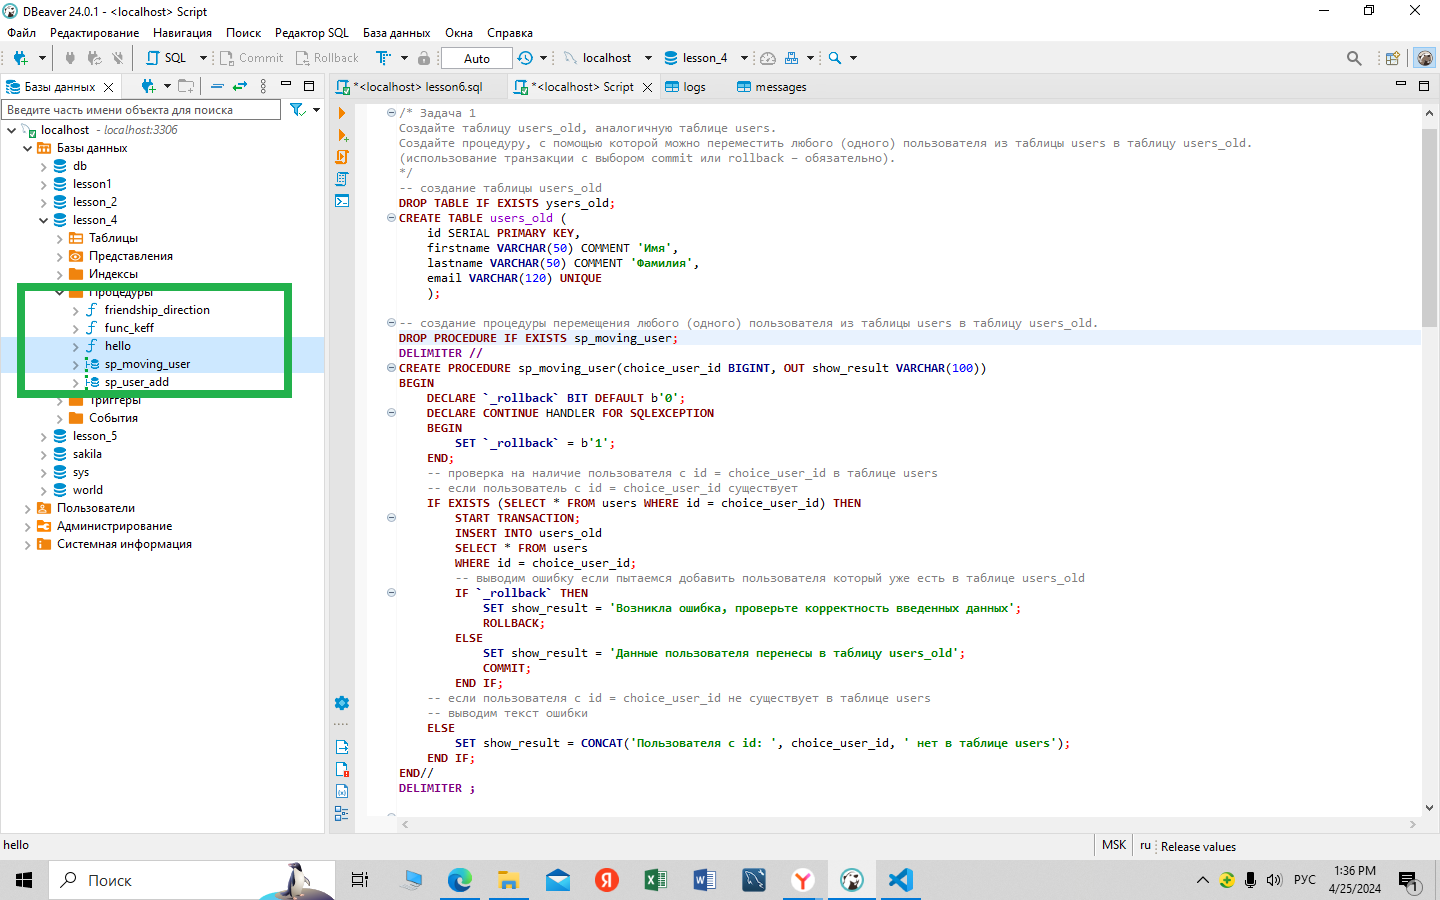 DBeaver 24.0.1 - <localhost> Script
Файл Редактирование Навигация Поиск Редактор SQL База данных Окна Справка
SQL Commit Rollback Auto localhost lesson_4
Базы данных
*<localhost> lesson6.sql *<localhost> Script logs messages
Введите часть имени объекта для поиска
localhost - localhost:3306
Базы данных
db
lesson1
lesson_2
lesson_4
Таблицы
Представления
Индексы
Процедуры
friendship_direction
func_keff
hello
sp_moving_user
sp_user_add
Триггеры
События
lesson_5
sakila
sys
world
Пользователи
Администрирование
Системная информация
/* Задача 1
Создайте таблицу users_old, аналогичную таблице users.
Создайте процедуру, с помощью которой можно переместить любого (одного) пользователя из таблицы users в таблицу users_old.
(использование транзакции с выбором commit или rollback – обязательно).
*/
-- создание таблицы users_old
DROP TABLE IF EXISTS ysers_old;
CREATE TABLE users_old (
id SERIAL PRIMARY KEY,
firstname VARCHAR(50) COMMENT 'Имя',
lastname VARCHAR(50) COMMENT 'Фамилия',
email VARCHAR(120) UNIQUE
);
-- создание процедуры перемещения любого (одного) пользователя из таблицы users в таблицу users_old.
DROP PROCEDURE IF EXISTS sp_moving_user;
DELIMITER //
CREATE PROCEDURE sp_moving_user(choice_user_id BIGINT, OUT show_result VARCHAR(100))
BEGIN
DECLARE `_rollback` BIT DEFAULT b'0';
DECLARE CONTINUE HANDLER FOR SQLEXCEPTION
BEGIN
SET `_rollback` = b'1';
END;
-- проверка на наличие пользователя с id = choice_user_id в таблице users
-- если пользователь с id = choice_user_id существует
IF EXISTS (SELECT * FROM users WHERE id = choice_user_id) THEN
START TRANSACTION;
INSERT INTO users_old
SELECT * FROM users
WHERE id = choice_user_id;
-- выводим ошибку если пытаемся добавить пользователя который уже есть в таблице users_old
IF `_rollback` THEN
SET show_result = 'Возникла ошибка, проверьте корректность введенных данных';
ROLLBACK;
ELSE
SET show_result = 'Данные пользователя перенесы в таблицу users_old';
COMMIT;
END IF;
-- если пользователя с id = choice_user_id не существует в таблице users
-- выводим текст ошибки
ELSE
SET show_result = CONCAT('Пользователя с id: ', choice_user_id, ' нет в таблице users');
END IF;
END//
DELIMITER ;
hello
MSK ru Release values
Поиск
РУС
1:36 PM
4/25/2024
1